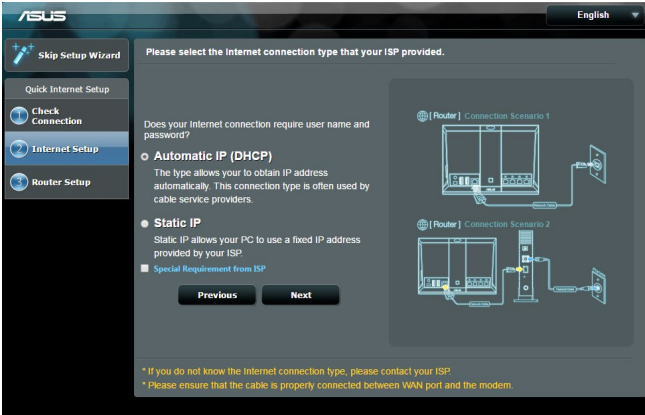 ASUS
English
Skip Setup Wizard
Please select the Internet connection type that your ISP provided.
Quick Internet Setup
1 Check
Connection
2 Internet Setup
3 Router Setup
Does your Internet connection require user name and
password?
Automatic IP (DHCP)
The type allows your to obtain IP address
automatically. This connection type is often used by
cable service providers.
Static IP
Static IP allows your PC to use a fixed IP address
provided by your ISP.
Special Requirement from ISP
Previous Next
[Router] Connection Scenario 1
[Router] Connection Scenario 2
* If you do not know the Internet connection type, please contact your ISP.
* Please ensure that the cable is properly connected between WAN port and the modem.